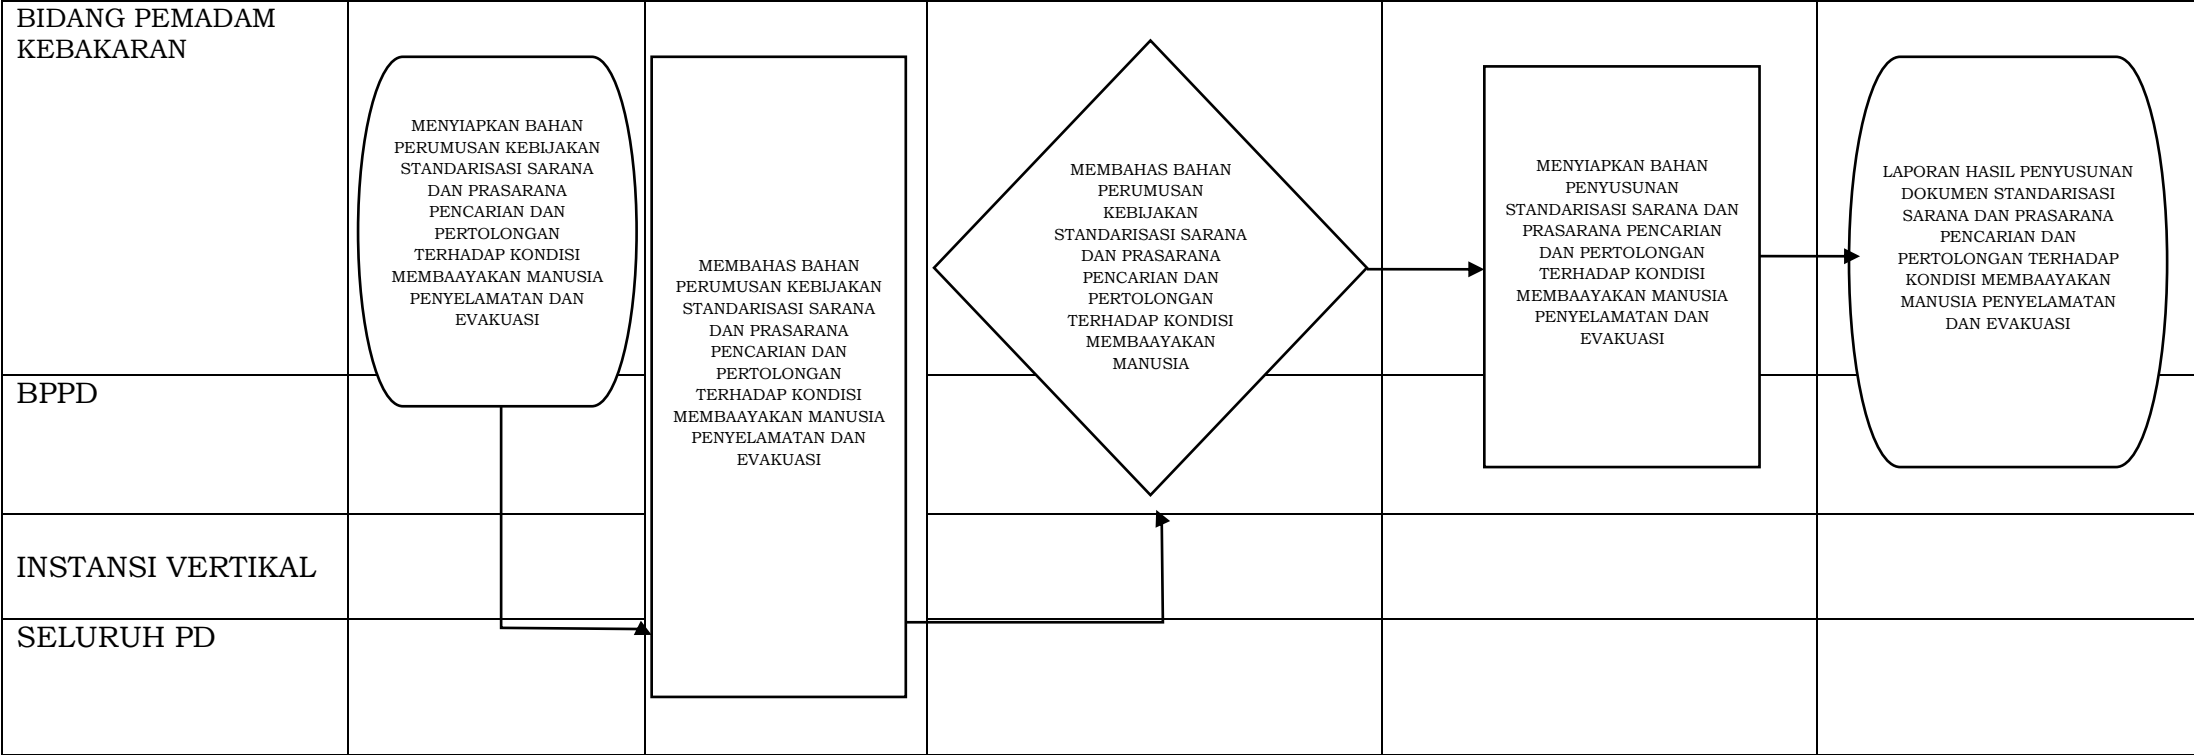 BIDANG PEMADAM
KEBAKARAN
MENYIAPKAN BAHAN
PERUMUSAN KEBIJAKAN
STANDARISASI SARANA
DAN PRASARANA
PENCARIAN DAN
PERTOLONGAN
TERHADAP KONDISI
MEMBAAYAKAN MANUSIA
PENYELAMATAN DAN
EVAKUASI
MEMBAHAS BAHAN
PERUMUSAN KEBIJAKAN
STANDARISASI SARANA
DAN PRASARANA
PENCARIAN DAN
PERTOLONGAN
TERHADAP KONDISI
MEMBAAYAKAN MANUSIA
PENYELAMATAN DAN
EVAKUASI
MEMBAHAS BAHAN
PERUMUSAN
KEBIJAKAN
STANDARISASI SARANA
DAN PRASARANA
PENCARIAN DAN
PERTOLONGAN
TERHADAP KONDISI
MEMBAAYAKAN
MANUSIA
MENYIAPKAN BAHAN
PENYUSUNAN
STANDARISASI SARANA DAN
PRASARANA PENCARIAN
DAN PERTOLONGAN
TERHADAP KONDISI
MEMBAAYAKAN MANUSIA
PENYELAMATAN DAN
EVAKUASI
LAPORAN HASIL PENYUSUNAN
DOKUMEN STANDARISASI
SARANA DAN PRASARANA
PENCARIAN DAN
PERTOLONGAN TERHADAP
KONDISI MEMBAAYAKAN
MANUSIA PENYELAMATAN
DAN EVAKUASI
BPPD
INSTANSI VERTIKAL
SELURUH PD